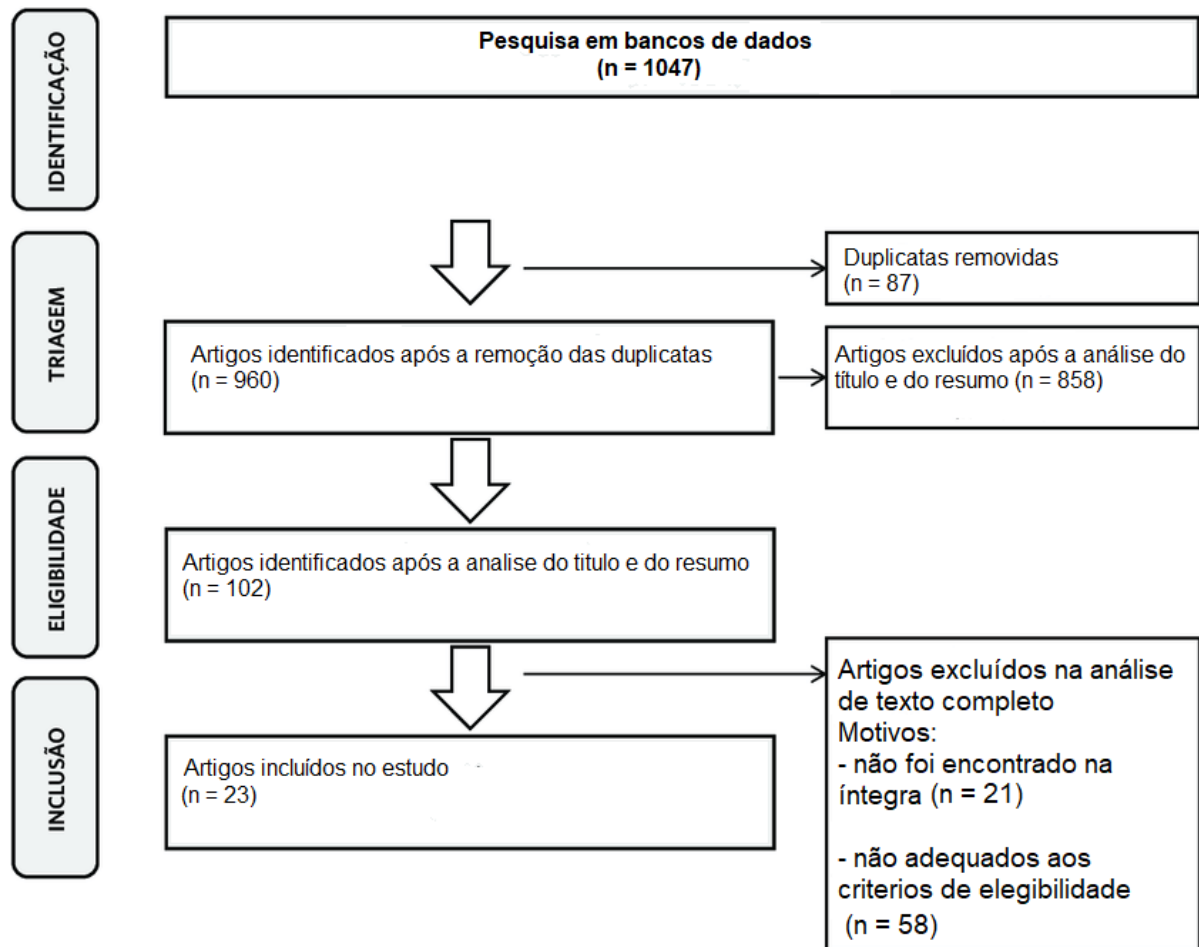 IDENTIFICAÇÃO
Pesquisa em bancos de dados
(n = 1047)
TRIAGEM
Duplicatas removidas
(n = 87)
Artigos identificados após a remoção das duplicatas
(n = 960)
Artigos excluídos após a análise do
título e do resumo (n = 858)
ELIGIBILIDADE
Artigos identificados após a analise do titulo e do resumo
(n = 102)
INCLUSÃO
Artigos incluídos no estudo
(n = 23)
Artigos excluídos na análise
de texto completo
Motivos:
- não foi encontrado na
íntegra (n = 21)
- não adequados aos
criterios de elegibilidade
(n = 58)